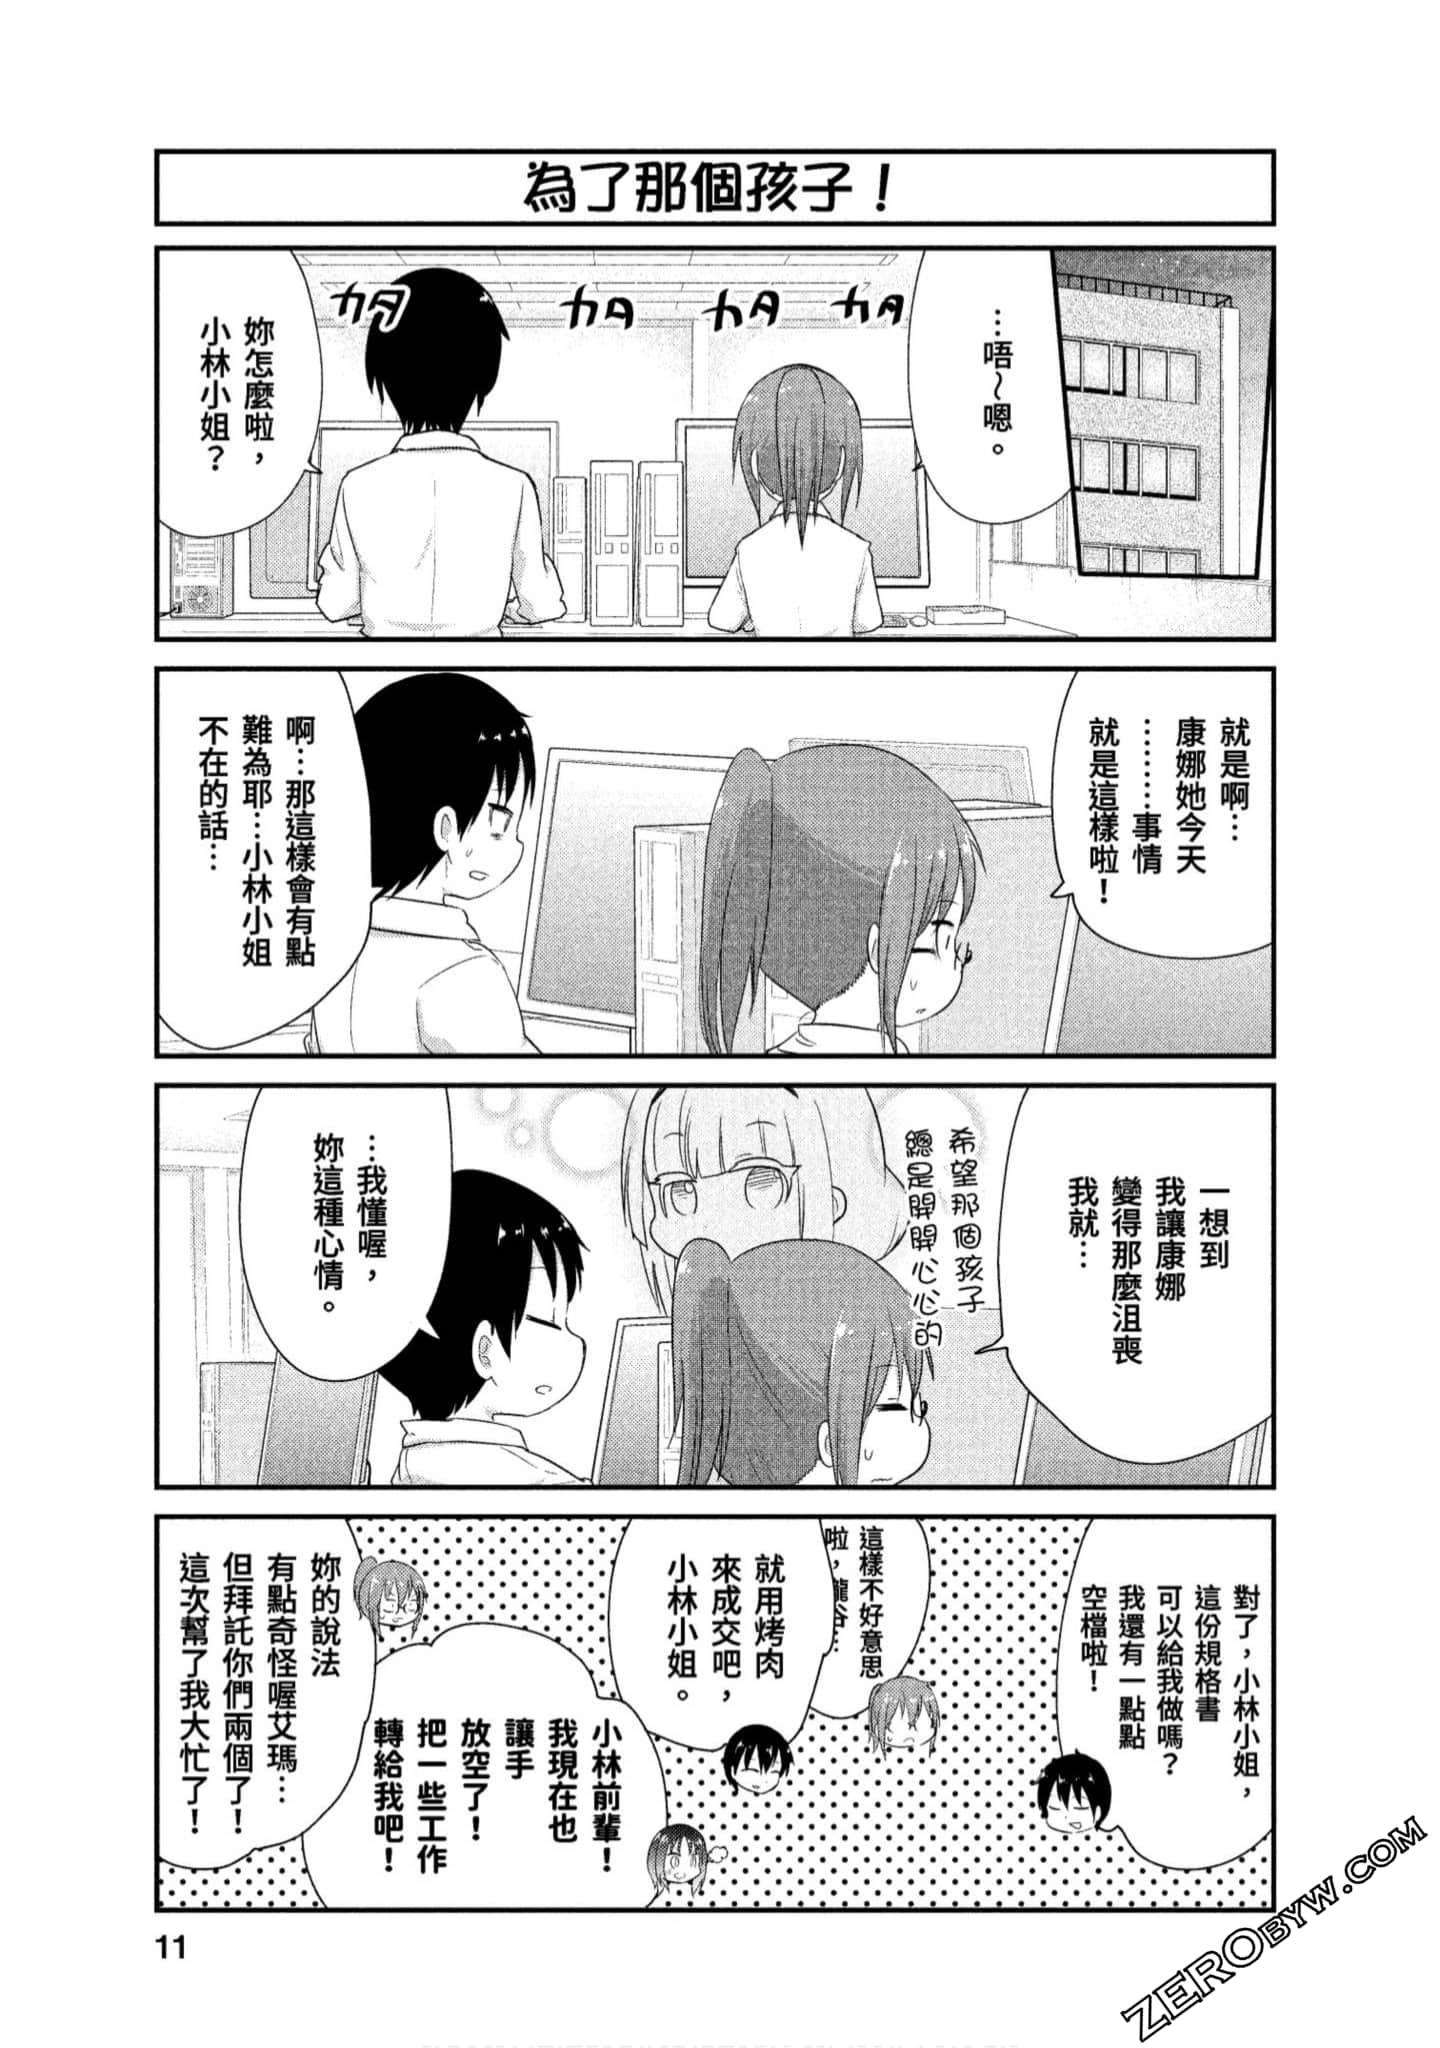 為了那個孩子！
…唔～嗯。
カタ
カタ
カタ
カタ
妳怎麼啦，
小林小姐？
就是啊…
康娜她今天
………事情
就是這樣啦！
啊…那這樣會有點
難為耶…小林小姐
不在的話…
一想到
我讓康娜
變得那麼沮喪
我就…
希望那個孩子
總是開開心心的
…我懂喔，
妳這種心情。
對了，小林小姐，
這份規格書
可以給我做嗎？
我還有一點點
空檔啦！
這樣不好意思
啦，瀧谷…
就用烤肉
來成交吧，
小林小姐。
小林前輩！
我現在也
讓手
放空了！
把一些工作
轉給我吧！
妳的說法
有點奇怪喔艾瑪…
但拜託你們兩個了！
這次幫了我大忙了！
11
ZEROBYW.COM